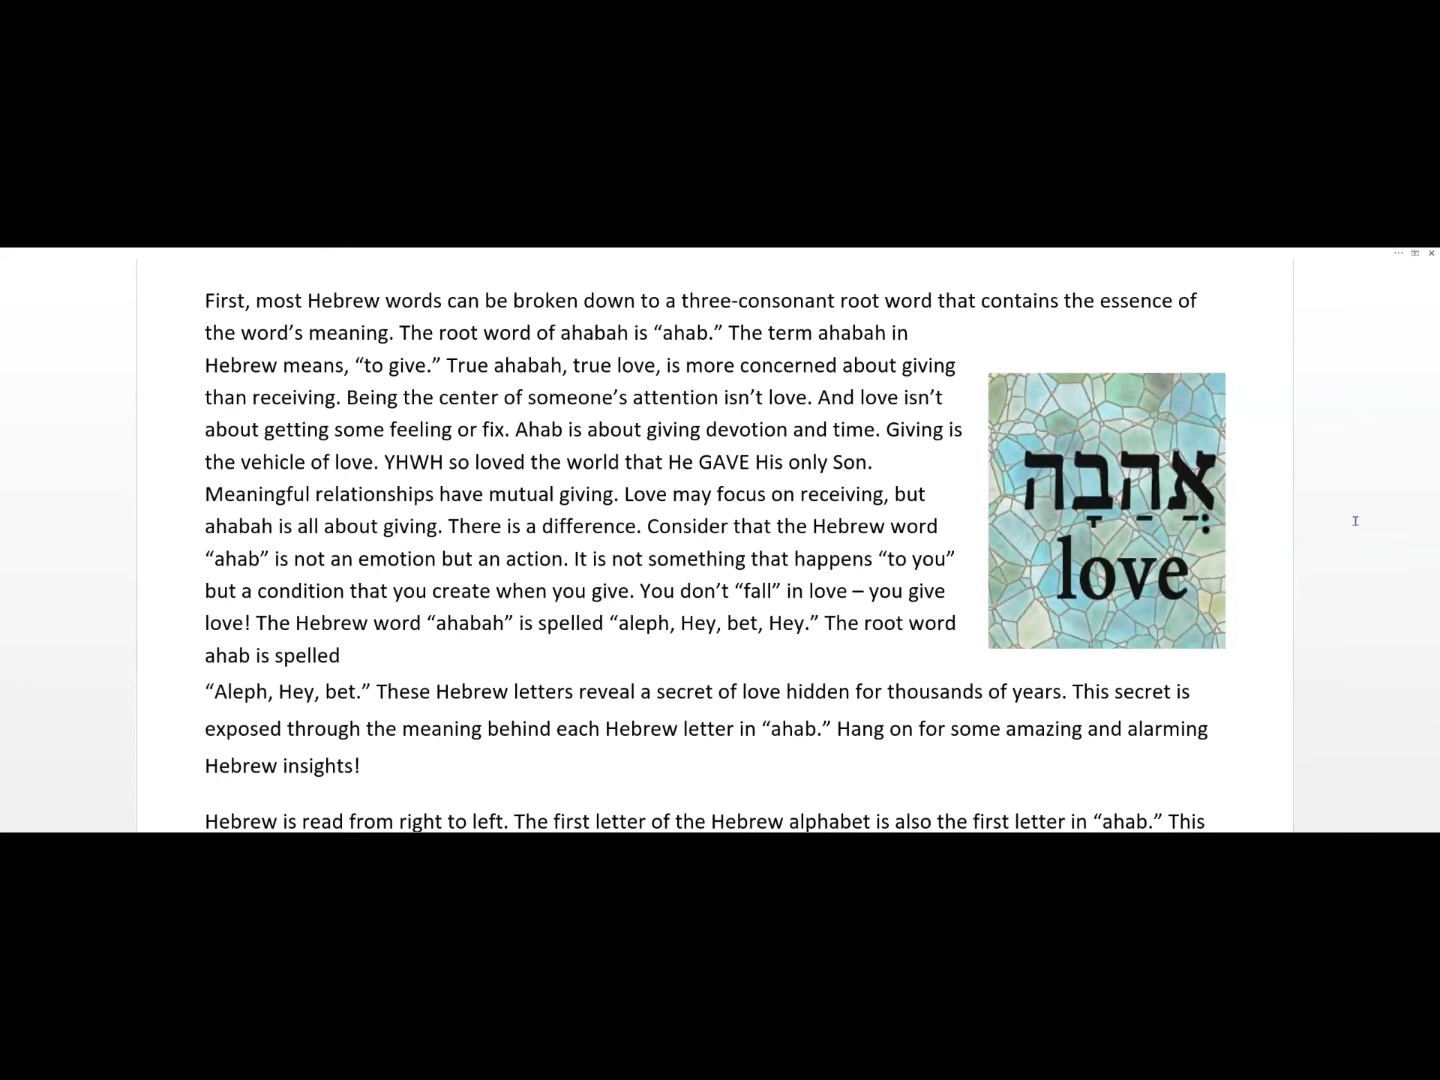 First, most Hebrew words can be broken down to a three-consonant root word that contains the essence of
the word’s meaning. The root word of ahabah is “ahab.” The term ahabah in
Hebrew means, “to give.” True ahabah, true love, is more concerned about giving
than receiving. Being the center of someone’s attention isn’t love. And love isn’t
about getting some feeling or fix. Ahab is about giving devotion and time. Giving is
the vehicle of love. YHWH so loved the world that He GAVE His only Son.
Meaningful relationships have mutual giving. Love may focus on receiving, but
ahabah is all about giving. There is a difference. Consider that the Hebrew word
“ahab” is not an emotion but an action. It is not something that happens “to you”
but a condition that you create when you give. You don’t “fall” in love – you give
love! The Hebrew word “ahabah” is spelled “aleph, Hey, bet, Hey.” The root word
ahab is spelled
אֲהַבָה
love
“Aleph, Hey, bet.” These Hebrew letters reveal a secret of love hidden for thousands of years. This secret is
exposed through the meaning behind each Hebrew letter in “ahab.” Hang on for some amazing and alarming
Hebrew insights!
Hebrew is read from right to left. The first letter of the Hebrew alphabet is also the first letter in “ahab.” This